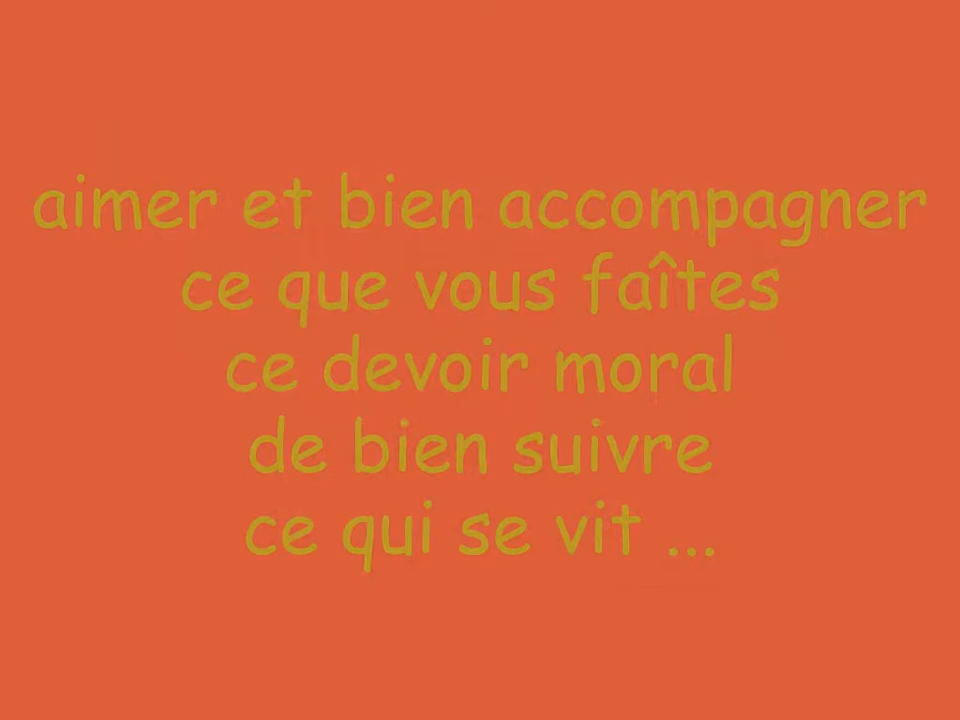 aimer et bien accompagner
ce que vous faîtes
ce devoir moral
de bien suivre
ce qui se vit ...